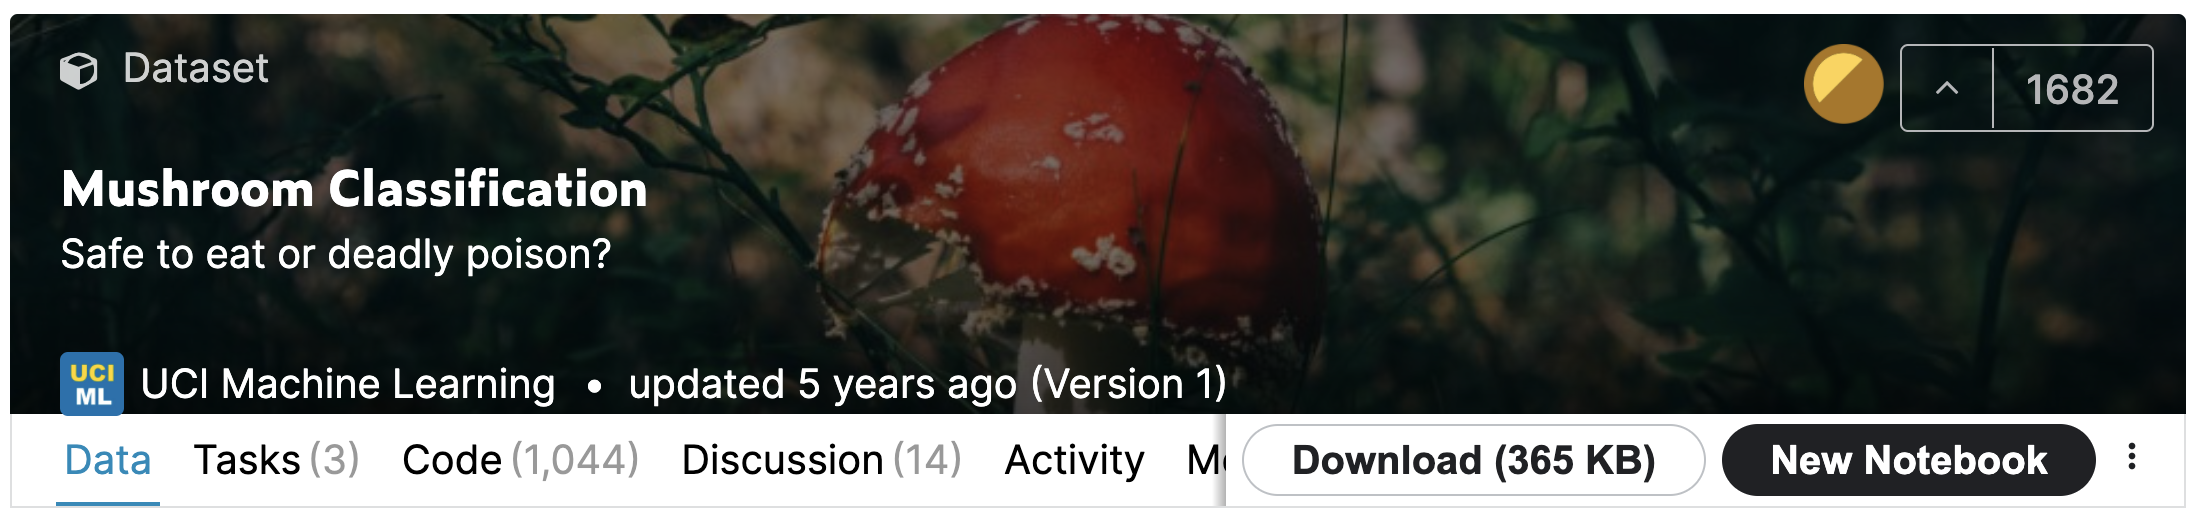 Dataset
1682
Mushroom Classification
Safe to eat or deadly poison?
UCI ML
UCI Machine Learning • updated 5 years ago (Version 1)
Data Tasks (3) Code (1,044) Discussion (14) Activity Download (365 KB) New Notebook